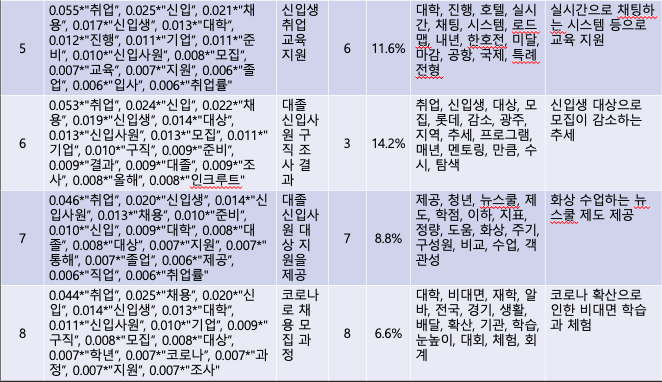 5
0.055*"취업", 0.025*"신입", 0.021*"채
용", 0.017*"신입생", 0.013*"대학",
0.012*"진행", 0.011*"기업", 0.011*"준
비", 0.010*"신입사원", 0.008*"모집",
0.007*"교육", 0.007*"지원", 0.006*"졸
업", 0.006*"입사", 0.006*"취업률"
신입생
취업
교육
지원
6
11.6%
대학, 진행, 호텔, 실시
간, 채팅, 시스템, 로드
맵, 내년, 한호전, 미달,
마감, 공항, 국제, 특례
전형
실시간으로 채팅하
는 시스템 등으로
교육 지원
6
0.053*"취업", 0.024*"신입", 0.022*"채
용", 0.019*"신입생", 0.014*"대상",
0.013*"신입사원", 0.013*"모집", 0.011*"
기업", 0.010*"구직", 0.009*"준비",
0.009*"결과", 0.009*"대졸", 0.009*"조
사", 0.008*"올해", 0.008*"인크루트"
대졸
신입사
원 구
직 조
사 결
과
3
14.2%
취업, 신입생, 대상, 모
집, 롯데, 감소, 광주,
지역, 추세, 프로그램,
매년, 멘토링, 만큼, 수
시, 탐색
신입생 대상으로
모집이 감소하는
추세
7
0.046*"취업", 0.020*"신입생", 0.014*"신
입사원", 0.013*"채용", 0.010*"준비",
0.010*"신입", 0.009*"대학", 0.008*"대
졸", 0.008*"대상", 0.007*"지원", 0.007*"
통해", 0.007*"졸업", 0.006*"제공",
0.006*"직업", 0.006*"취업률"
대졸
신입사
원 대
상 지
원을
제공
7
8.8%
제공, 청년, 뉴스쿨, 제
도, 학점, 이하, 지표,
정량, 도움, 화상, 주기,
구성원, 비교, 수업, 객
관성
화상 수업하는 뉴
스쿨 제도 제공
8
0.044*"취업", 0.025*"채용", 0.020*"신
입", 0.014*"신입생", 0.013*"대학",
0.011*"신입사원", 0.010*"기업", 0.009*"
구직", 0.008*"모집", 0.008*"대상",
0.007*"학년", 0.007*"코로나", 0.007*"과
정", 0.007*"지원", 0.007*"조사"
코로나
로 채
용 모
집 과
정
8
6.6%
대학, 비대면, 재학, 알
바, 전국, 경기, 생활,
배달, 확산, 기관, 학습,
눈높이, 대회, 체험, 회
계
코로나 확산으로
인한 비대면 학습
과 체험